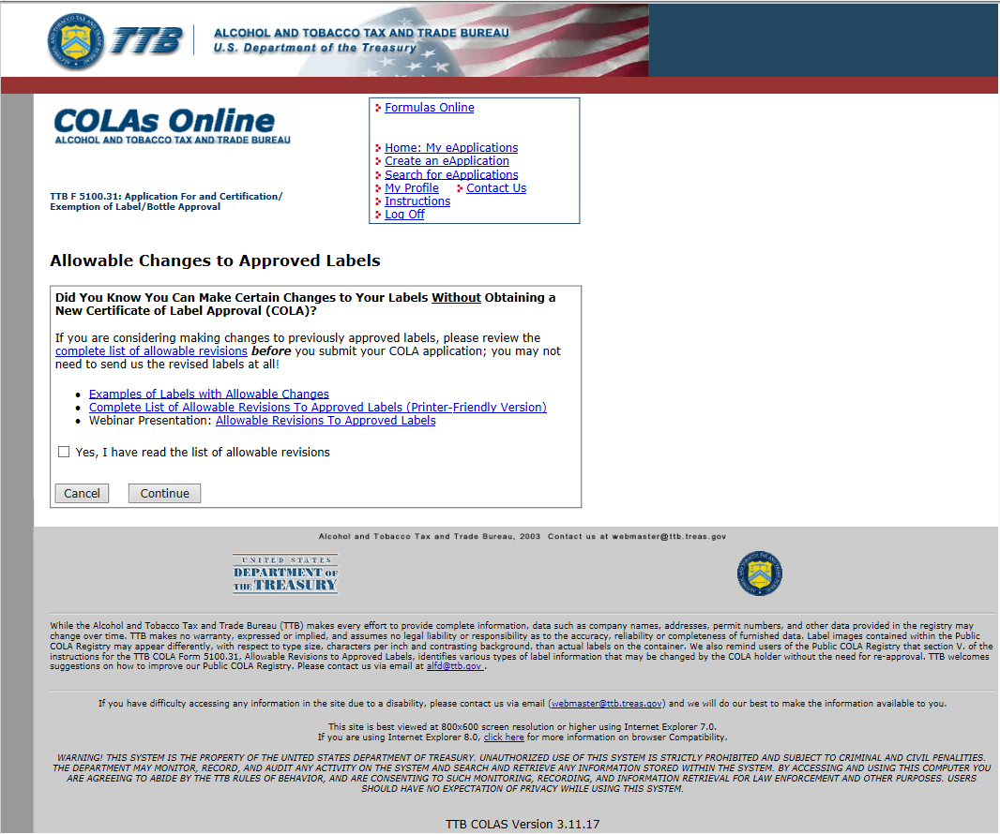 TTB
ALCOHOL AND TOBACCO TAX AND TRADE BUREAU
U.S. Department of the Treasury
COLAs Online
ALCOHOL AND TOBACCO TAX AND TRADE BUREAU
TTB F 5100.31: Application For and Certification/
Exemption of Label/Bottle Approval
Formulas Online
Home: My eApplications
Create an eApplication
Search for eApplications
My Profile Contact Us
Instructions
Log Off
Allowable Changes to Approved Labels
Did You Know You Can Make Certain Changes to Your Labels Without Obtaining a
New Certificate of Label Approval (COLA)?
If you are considering making changes to previously approved labels, please review the
complete list of allowable revisions before you submit your COLA application; you may not
need to send us the revised labels at all!
• Examples of Labels with Allowable Changes
• Complete List of Allowable Revisions To Approved Labels (Printer-Friendly Version)
• Webinar Presentation: Allowable Revisions To Approved Labels
Yes, I have read the list of allowable revisions
Cancel Continue
Alcohol and Tobacco Tax and Trade Bureau, 2003 Contact us at webmaster@ttb.treas.gov
UNITED STATES
DEPARTMENT OF
THE TREASURY
While the Alcohol and Tobacco Tax and Trade Bureau (TTB) makes every effort to provide complete information, data such as company names, addresses, permit numbers, and other data provided in the registry may
change over time. TTB makes no warranty, expressed or implied, and assumes no legal liability or responsibility as to the accuracy, reliability or completeness of furnished data. Label images contained within the Public
COLA Registry may appear differently, with respect to type size, characters per inch and contrasting background, than actual labels on the container. We also remind users of the Public COLA Registry that section V. of the
instructions for the TTB COLA Form 5100.31, Allowable Revisions to Approved Labels, identifies various types of label information that may be changed by the COLA holder without the need for re-approval. TTB welcomes
suggestions on how to improve our Public COLA Registry. Please contact us via email at alfd@ttb.gov .
If you have difficulty accessing any information in the site due to a disability, please contact us via email (webmaster@ttb.treas.gov) and we will do our best to make the information available to you.
This site is best viewed at 800x600 screen resolution or higher using Internet Explorer 7.0.
If you are using Internet Explorer 8.0, click here for more information on browser Compatibility.
WARNING! THIS SYSTEM IS THE PROPERTY OF THE UNITED STATES DEPARTMENT OF TREASURY. UNAUTHORIZED USE OF THIS SYSTEM IS STRICTLY PROHIBITED AND SUBJECT TO CRIMINAL AND CIVIL PENALITIES.
THE DEPARTMENT MAY MONITOR, RECORD, AND AUDIT ANY ACTIVITY ON THE SYSTEM AND SEARCH AND RETRIEVE ANY INFORMATION STORED WITHIN THE SYSTEM. BY ACCESSING AND USING THIS COMPUTER YOU
ARE AGREEING TO ABIDE BY THE TTB RULES OF BEHAVIOR, AND ARE CONSENTING TO SUCH MONITORING, RECORDING, AND INFORMATION RETRIEVAL FOR LAW ENFORCEMENT AND OTHER PURPOSES. USERS
SHOULD HAVE NO EXPECTATION OF PRIVACY WHILE USING THIS SYSTEM.
TTB COLAS Version 3.11.17